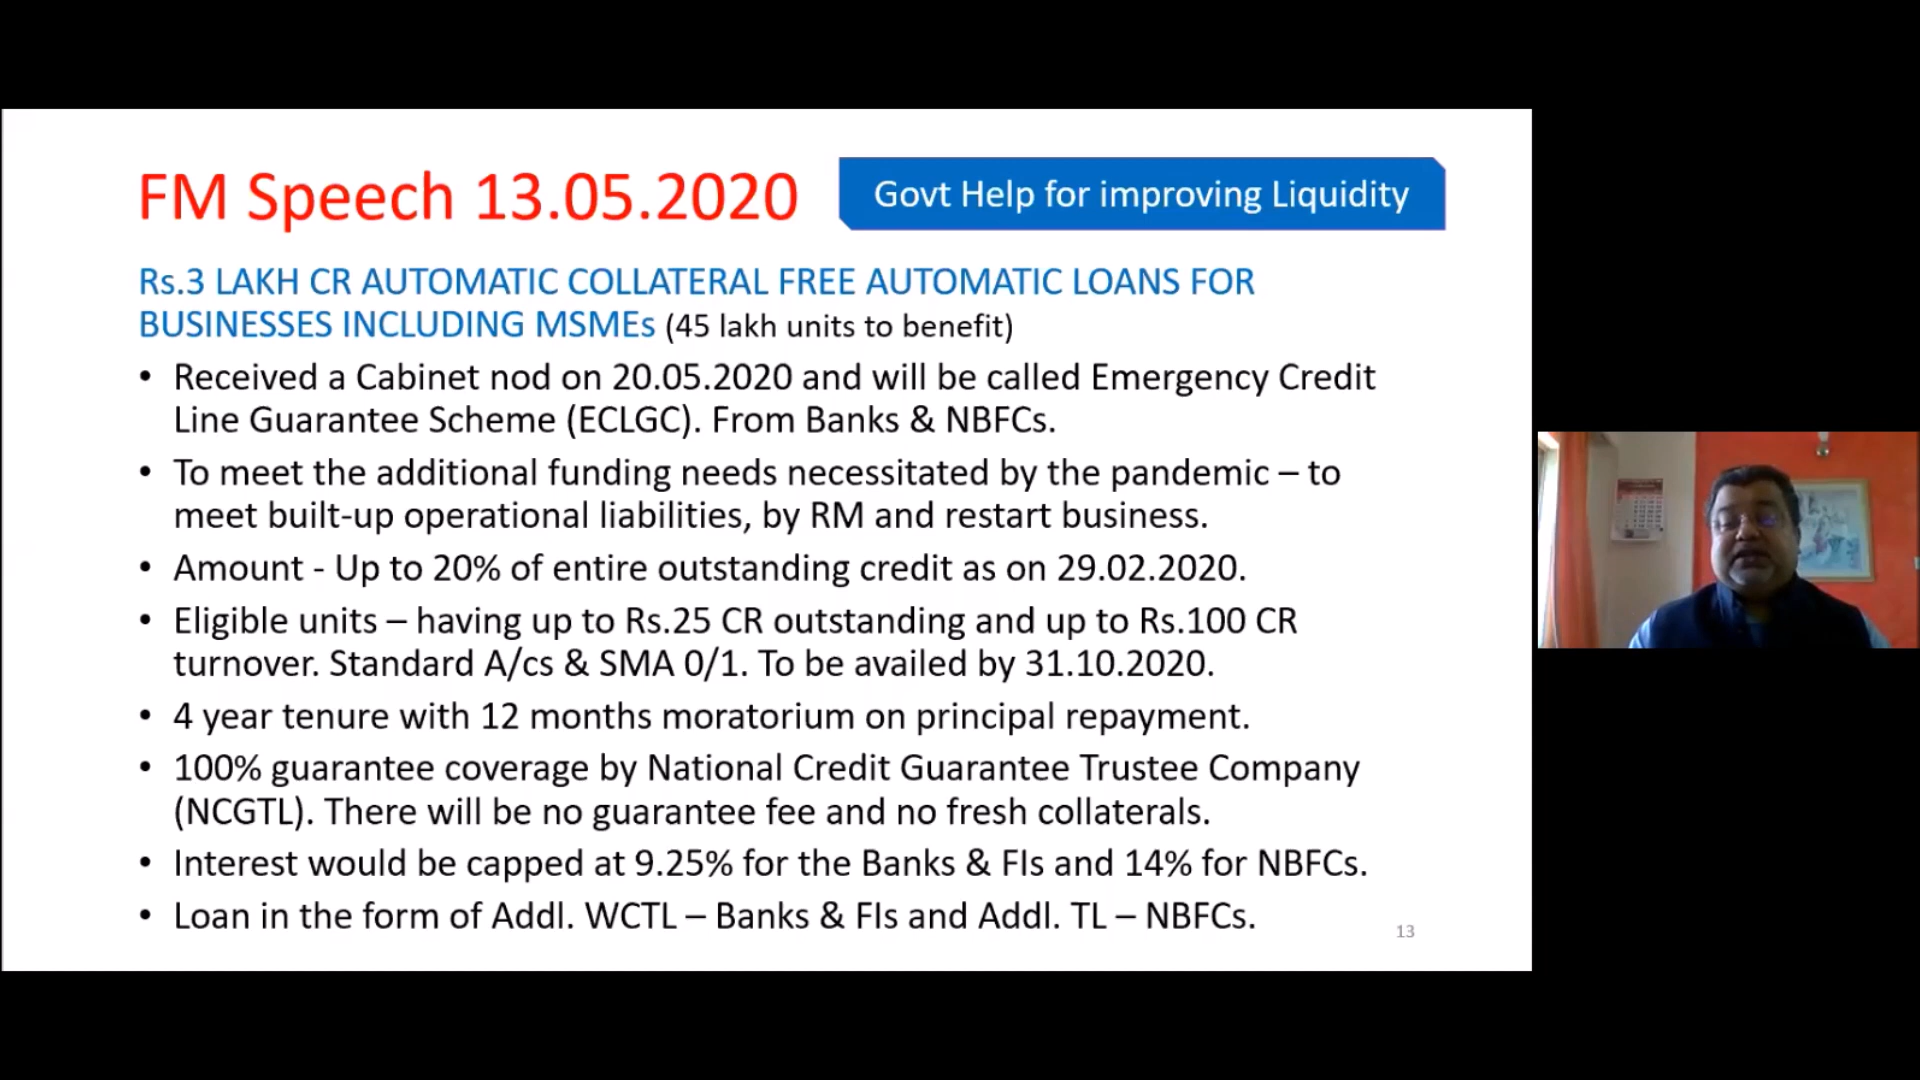 FM Speech 13.05.2020
Govt Help for improving Liquidity
Rs.3 LAKH CR AUTOMATIC COLLATERAL FREE AUTOMATIC LOANS FOR
BUSINESSES INCLUDING MSMEs (45 lakh units to benefit)
• Received a Cabinet nod on 20.05.2020 and will be called Emergency Credit
Line Guarantee Scheme (ECLGC). From Banks & NBFCs.
• To meet the additional funding needs necessitated by the pandemic – to
meet built-up operational liabilities, by RM and restart business.
• Amount - Up to 20% of entire outstanding credit as on 29.02.2020.
• Eligible units – having up to Rs.25 CR outstanding and up to Rs.100 CR
turnover. Standard A/cs & SMA 0/1. To be availed by 31.10.2020.
• 4 year tenure with 12 months moratorium on principal repayment.
• 100% guarantee coverage by National Credit Guarantee Trustee Company
(NCGTL). There will be no guarantee fee and no fresh collaterals.
• Interest would be capped at 9.25% for the Banks & FIs and 14% for NBFCs.
• Loan in the form of Addl. WCTL – Banks & FIs and Addl. TL – NBFCs.
13